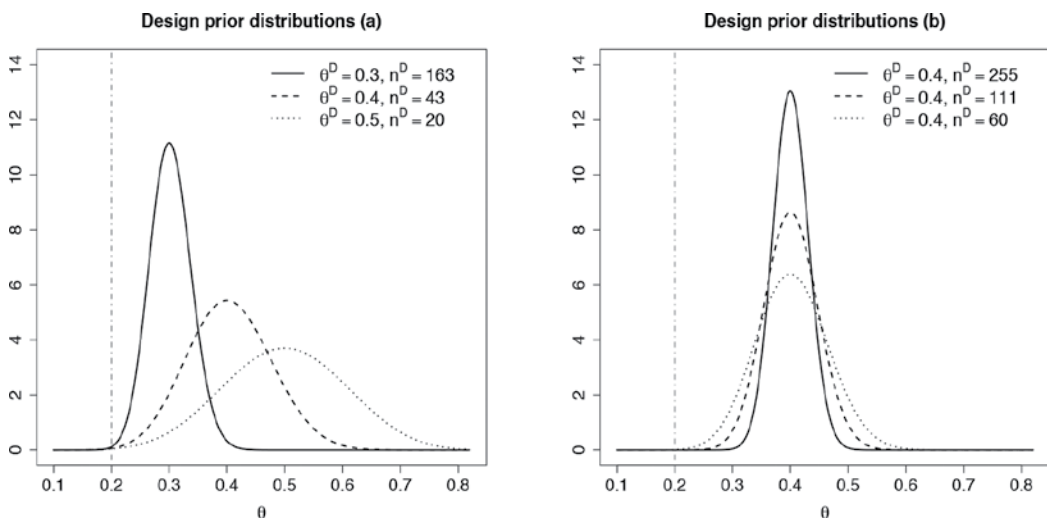 Design prior distributions (a)
14
12
10
8
6
4
2
0
θᴰ = 0.3, nᴰ = 163
θᴰ = 0.4, nᴰ = 43
θᴰ = 0.5, nᴰ = 20
0.1 0.2 0.3 0.4 0.5 0.6 0.7 0.8
θ
Design prior distributions (b)
14
12
10
8
6
4
2
0
θᴰ = 0.4, nᴰ = 255
θᴰ = 0.4, nᴰ = 111
θᴰ = 0.4, nᴰ = 60
0.1 0.2 0.3 0.4 0.5 0.6 0.7 0.8
θ